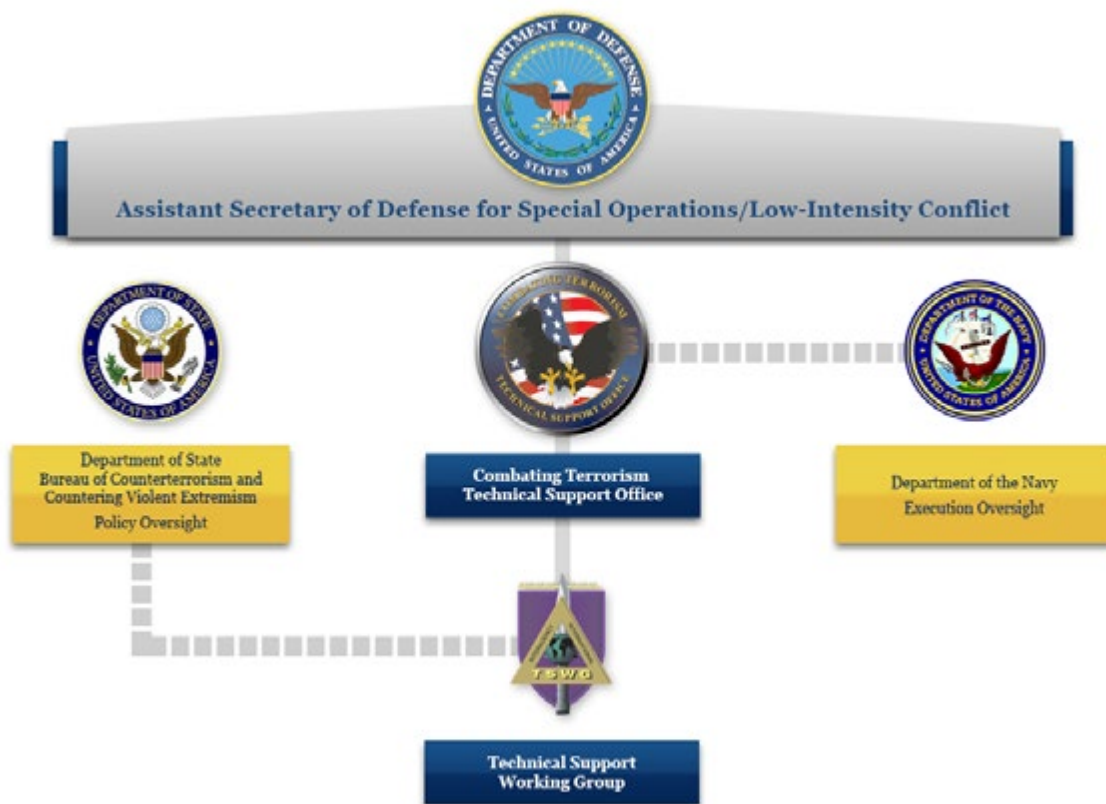 DEPARTMENT OF DEFENSE
UNITED STATES OF AMERICA
Assistant Secretary of Defense for Special Operations/Low-Intensity Conflict
DEPARTMENT OF STATE
UNITED STATES OF AMERICA
COMBATING TERRORISM
TECHNICAL SUPPORT OFFICE
DEPARTMENT OF THE NAVY
UNITED STATES OF AMERICA
Department of State
Bureau of Counterterrorism and
Countering Violent Extremism
Policy Oversight
Combating Terrorism
Technical Support Office
Department of the Navy
Execution Oversight
TSWG
Technical Support
Working Group